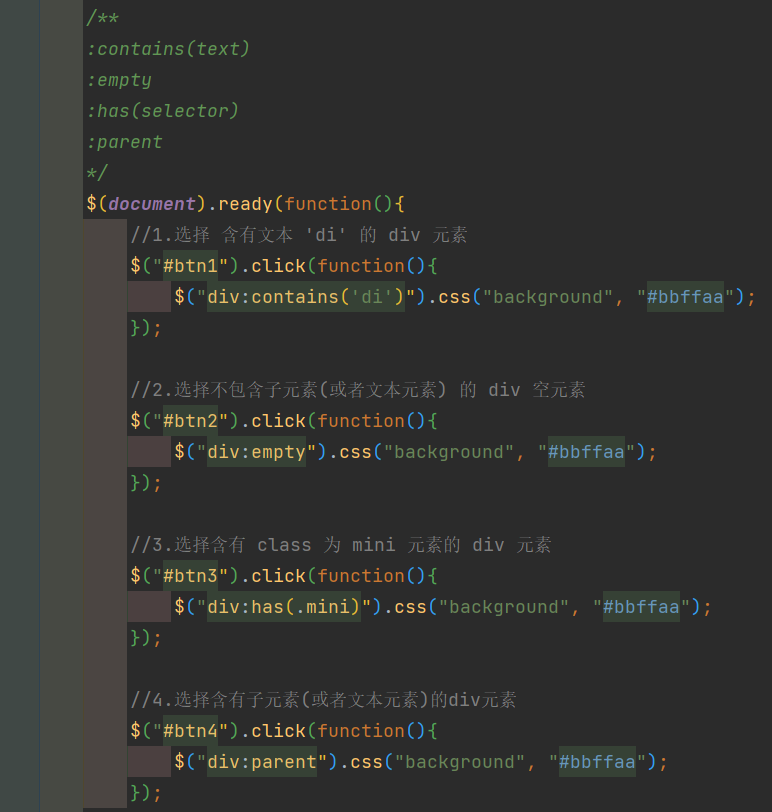 /**
:contains(text)
:empty
:has(selector)
:parent
*/
$(document).ready(function(){
//1.选择 含有文本 'di' 的 div 元素
$("#btn1").click(function(){
$("div:contains('di')").css("background", "#bbffaa");
});
//2.选择不包含子元素(或者文本元素) 的 div 空元素
$("#btn2").click(function(){
$("div:empty").css("background", "#bbffaa");
});
//3.选择含有 class 为 mini 元素的 div 元素
$("#btn3").click(function(){
$("div:has(.mini)").css("background", "#bbffaa");
});
//4.选择含有子元素(或者文本元素)的div元素
$("#btn4").click(function(){
$("div:parent").css("background", "#bbffaa");
});